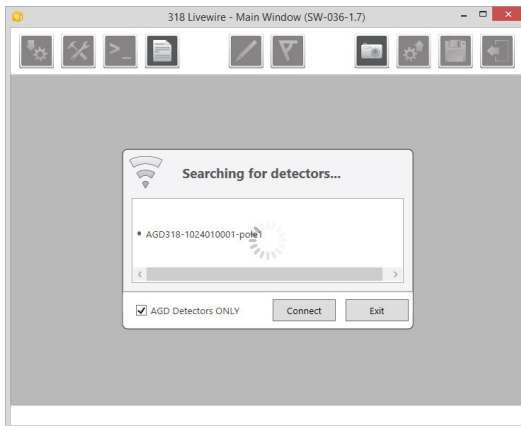 318 Livewire - Main Window (SW-036-1.7)
Searching for detectors...
• AGD318-1024010001-pole1
AGD Detectors ONLY
Connect
Exit